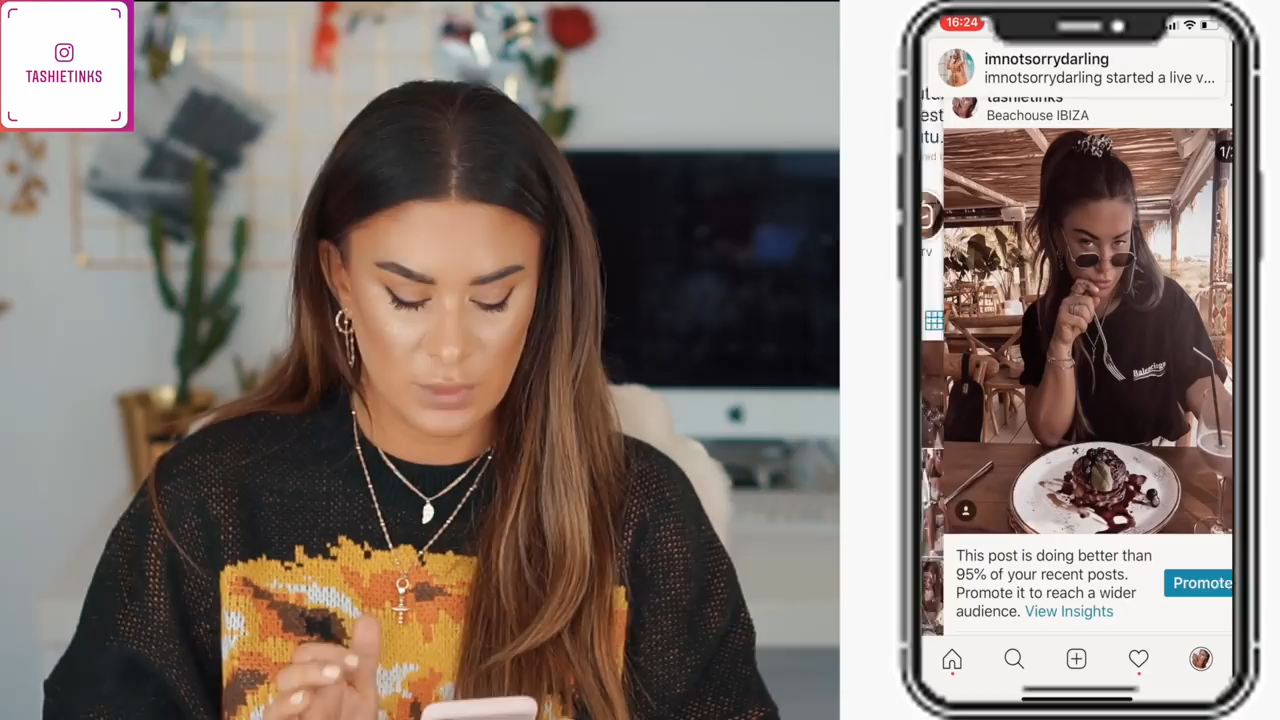 TASHIETINKS
16:24
imnotsorrydarling
imnotsorrydarling started a live v...
tashietinks
Beachouse IBIZA
est
1/
Balenciaga
This post is doing better than
95% of your recent posts.
Promote it to reach a wider
audience. View Insights
Promote